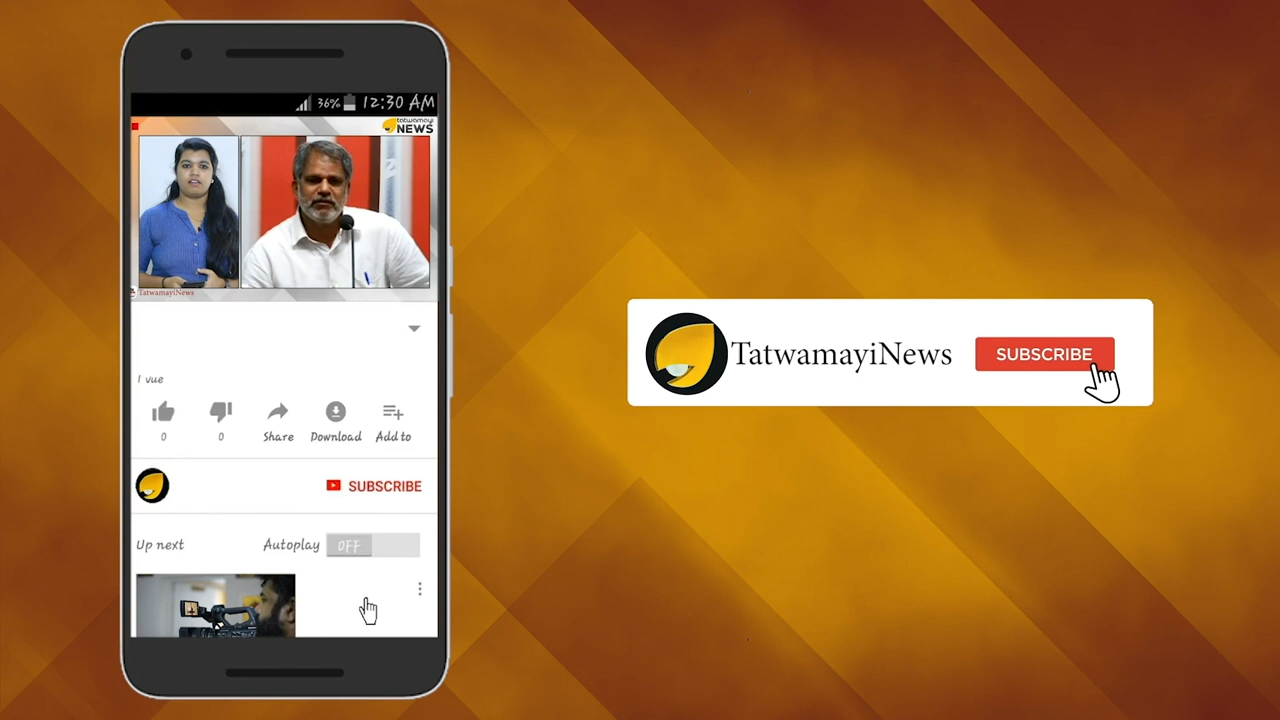 36%
12:30 AM
tatwamayi
NEWS
TatwamayiNews
1 vue
0
0
Share
Download
Add to
SUBSCRIBE
Up next
Autoplay
OFF
TatwamayiNews
SUBSCRIBE